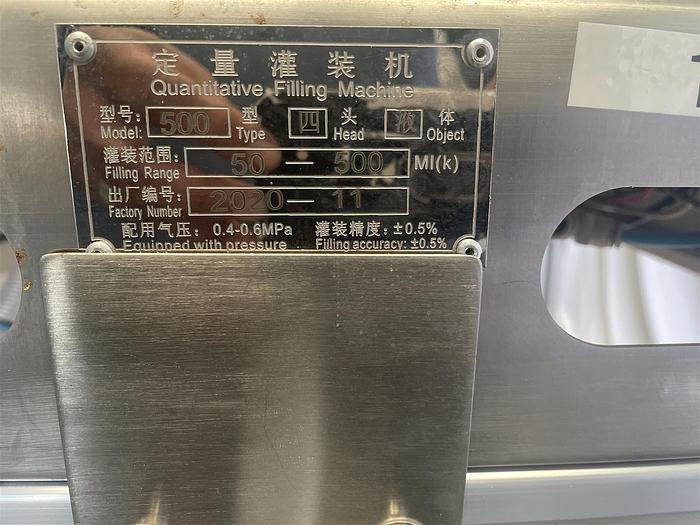 定量灌装机
Quantitative Filling Machine
型号: 500 型 四 头 液 体
Model: Type Head Object
灌装范围: 50 — 500 Ml(k)
Filling Range
出厂编号: 2020— 11
Factory Number
配用气压: 0.4-0.6MPa 灌装精度: ±0.5%
Equipped with pressure Filling accuracy: ±0.5%